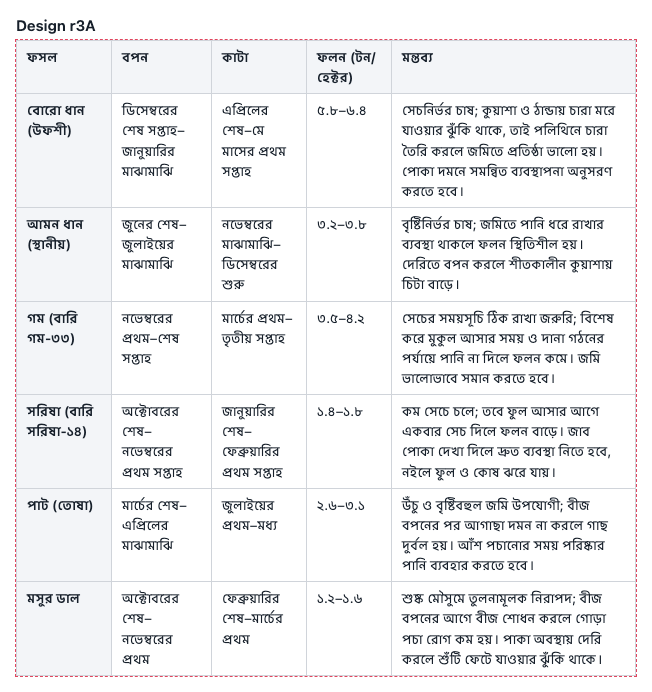 Design r3A
ফসল
বপন
কাটা
ফলন (টন/
হেক্টর)
মন্তব্য
বোরো ধান
(উফশী)
ডিসেম্বরের
শেষ সপ্তাহ–
জানুয়ারির
মাঝামাঝি
এপ্রিলের
শেষ–মে
মাসের প্রথম
সপ্তাহ
৫.৮–৬.৪
সেচনির্ভর চাষ; কুয়াশা ও ঠান্ডায় চারা মরে
যাওয়ার ঝুঁকি থাকে, তাই পলিথিনে চারা
তৈরি করলে জমিতে প্রতিষ্ঠা ভালো হয়।
পোকা দমনে সমন্বিত ব্যবস্থাপনা অনুসরণ
করতে হবে।
আমন ধান
(স্থানীয়)
জুনের শেষ–
জুলাইয়ের
মাঝামাঝি
নভেম্বরের
মাঝামাঝি–
ডিসেম্বরের
শুরু
৩.২–৩.৮
বৃষ্টিনির্ভর চাষ; জমিতে পানি ধরে রাখার
ব্যবস্থা থাকলে ফলন স্থিতিশীল হয়।
দেরিতে বপন করলে শীতকালীন কুয়াশায়
চিটা বাড়ে।
গম (বারি
গম-৩৩)
নভেম্বরের
প্রথম–শেষ
সপ্তাহ
মার্চের প্রথম–
তৃতীয় সপ্তাহ
৩.৫–৪.২
সেচের সময়সূচি ঠিক রাখা জরুরি; বিশেষ
করে মুকুল আসার সময় ও দানা গঠনের
পর্যায়ে পানি না দিলে ফলন কমে। জমি
ভালোভাবে সমান করতে হবে।
সরিষা (বারি
সরিষা-১৪)
অক্টোবরের
শেষ–
নভেম্বরের
প্রথম সপ্তাহ
জানুয়ারির
শেষ–
ফেব্রুয়ারির
প্রথম সপ্তাহ
১.৪–১.৮
কম সেচে চলে; তবে ফুল আসার আগে
একবার সেচ দিলে ফলন বাড়ে। জাব
পোকা দেখা দিলে দ্রুত ব্যবস্থা নিতে হবে,
নইলে ফুল ও কোষ ঝরে যায়।
পাট (তোষা)
মার্চের শেষ–
এপ্রিলের
মাঝামাঝি
জুলাইয়ের
প্রথম–মধ্য
২.৬–৩.১
উঁচু ও বৃষ্টিবহুল জমি উপযোগী; বীজ
বপনের পর আগাছা দমন না করলে গাছ
দুর্বল হয়। আঁশ পচানোর সময় পরিষ্কার
পানি ব্যবহার করতে হবে।
মসুর ডাল
অক্টোবরের
শেষ–
নভেম্বরের
প্রথম
ফেব্রুয়ারির
শেষ–মার্চের
প্রথম
১.২–১.৬
শুষ্ক মৌসুমে তুলনামূলক নিরাপদ; বীজ
বপনের আগে বীজ শোধন করলে গোড়া
পচা রোগ কম হয়। পাকা অবস্থায় দেরি
করলে শুঁটি ফেটে যাওয়ার ঝুঁকি থাকে।